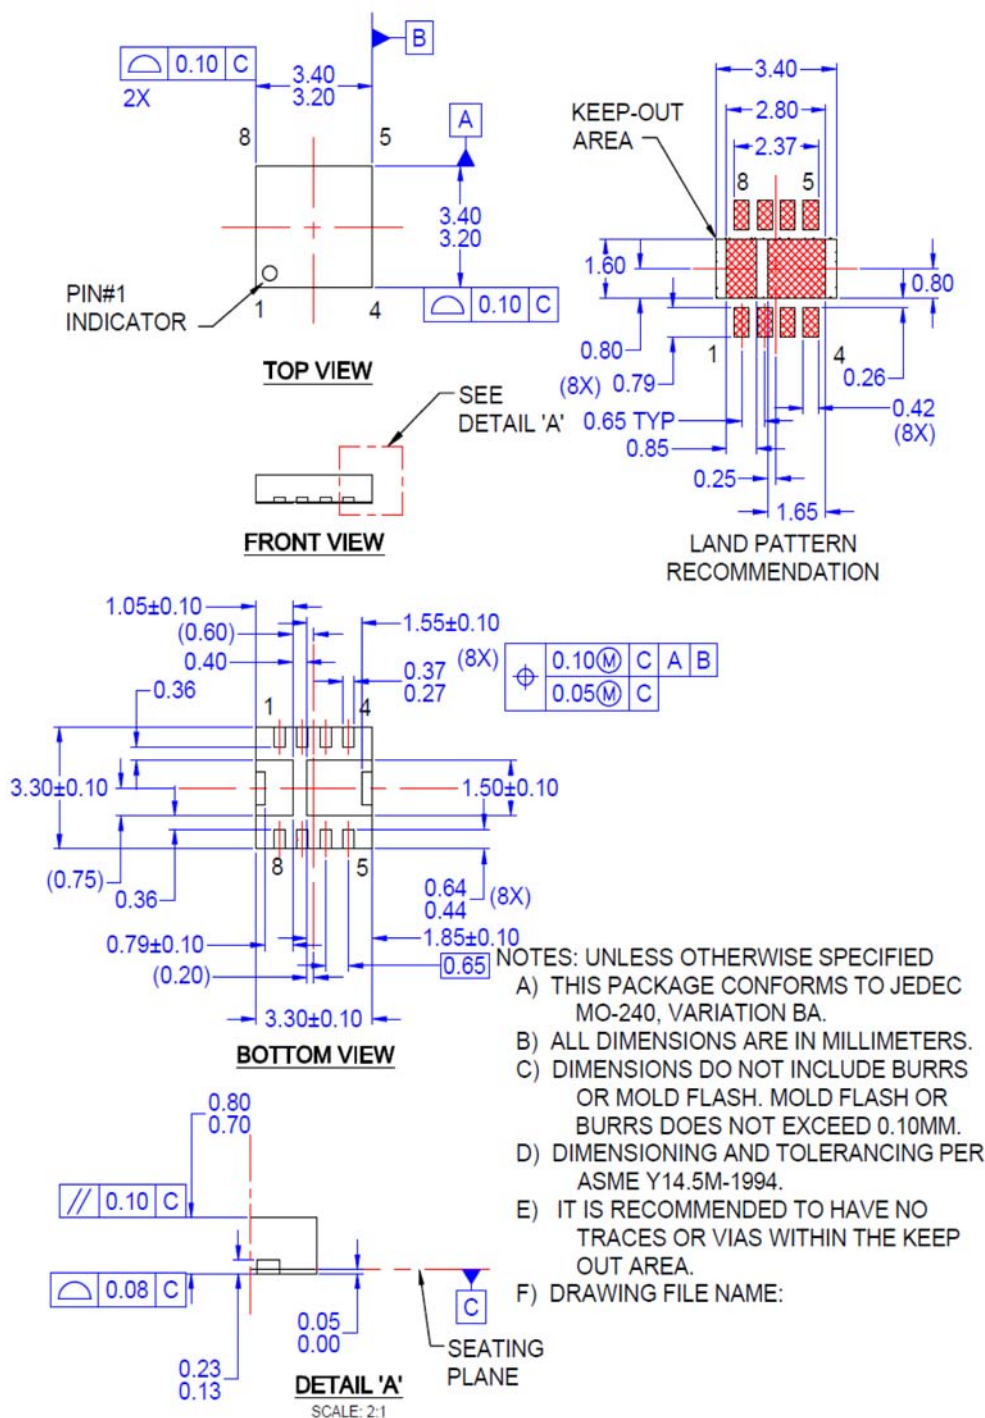 B
0.10 C
2X
3.40
3.20
8
5
A
3.40
3.20
PIN#1
INDICATOR
1
4
0.10 C
TOP VIEW
SEE
DETAIL 'A'
FRONT VIEW
3.40
2.80
2.37
KEEP-OUT
AREA
8
5
1.60
0.80
1
4
0.80
(8X) 0.79
0.26
0.65 TYP
0.42
(8X)
0.85
0.25
1.65
LAND PATTERN
RECOMMENDATION
1.05±0.10
(0.60)
1.55±0.10
0.40
(8X)
0.37
0.27
0.10Ⓜ C A B
0.05Ⓜ C
0.36
1
4
3.30±0.10
1.50±0.10
8
5
(0.75)
0.36
0.64
0.44
(8X)
0.79±0.10
1.85±0.10
(0.20)
0.65
3.30±0.10
BOTTOM VIEW
NOTES: UNLESS OTHERWISE SPECIFIED
A) THIS PACKAGE CONFORMS TO JEDEC
MO-240, VARIATION BA.
B) ALL DIMENSIONS ARE IN MILLIMETERS.
C) DIMENSIONS DO NOT INCLUDE BURRS
OR MOLD FLASH. MOLD FLASH OR
BURRS DOES NOT EXCEED 0.10MM.
D) DIMENSIONING AND TOLERANCING PER
ASME Y14.5M-1994.
E) IT IS RECOMMENDED TO HAVE NO
TRACES OR VIAS WITHIN THE KEEP
OUT AREA.
F) DRAWING FILE NAME:
0.80
0.70
// 0.10 C
0.08 C
C
0.05
0.00
SEATING
PLANE
0.23
0.13
DETAIL 'A'
SCALE: 2:1